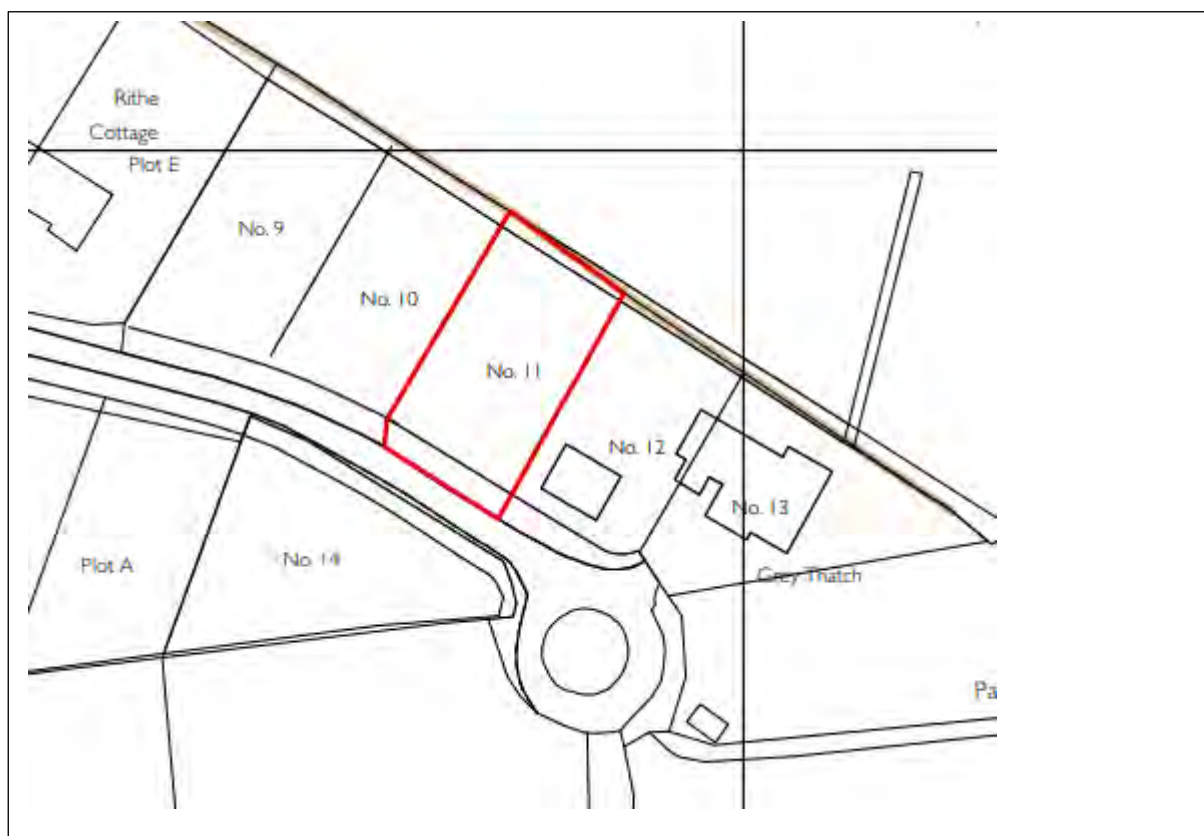 Rithe
Cottage
Plot E
No. 9
No. 10
No. 11
No. 12
No. 13
Grey Thatch
Plot A
No. 14
Pa